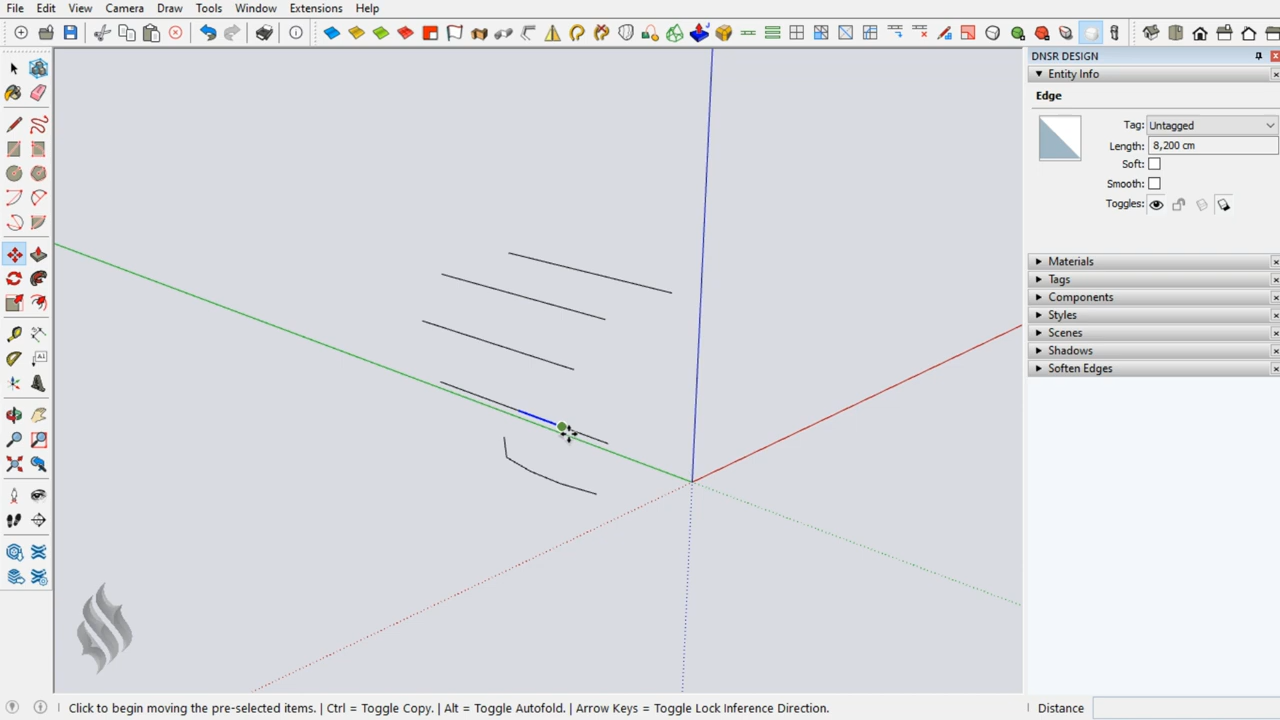 File Edit View Camera Draw Tools Window Extensions Help
DNSR DESIGN
Entity Info
Edge
Tag: Untagged
Length: 8,200 cm
Soft:
Smooth:
Toggles:
Materials
Tags
Components
Styles
Scenes
Shadows
Soften Edges
A1
Click to begin moving the pre-selected items. | Ctrl = Toggle Copy. | Alt = Toggle Autofold. | Arrow Keys = Toggle Lock Inference Direction.
Distance